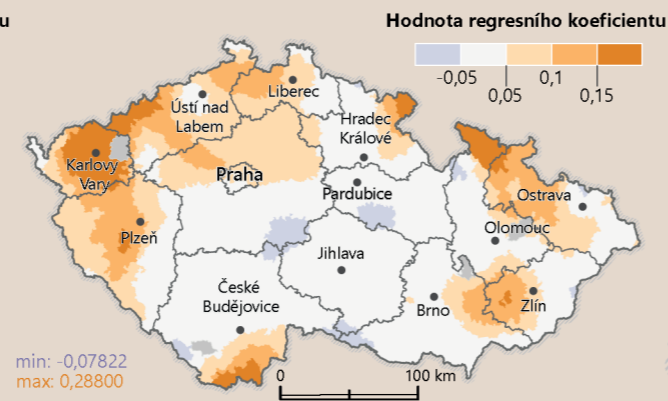 u
Hodnota regresního koeficientu
-0,05
0,1
0,05
0,15
Liberec
Ústí nad
Labem
Hradec
Králové
Karlovy
Vary
Praha
Pardubice
Ostrava
Plzeň
Olomouc
Jihlava
České
Budějovice
Brno
Zlín
min: -0,07822
max: 0,28800
0
100 km